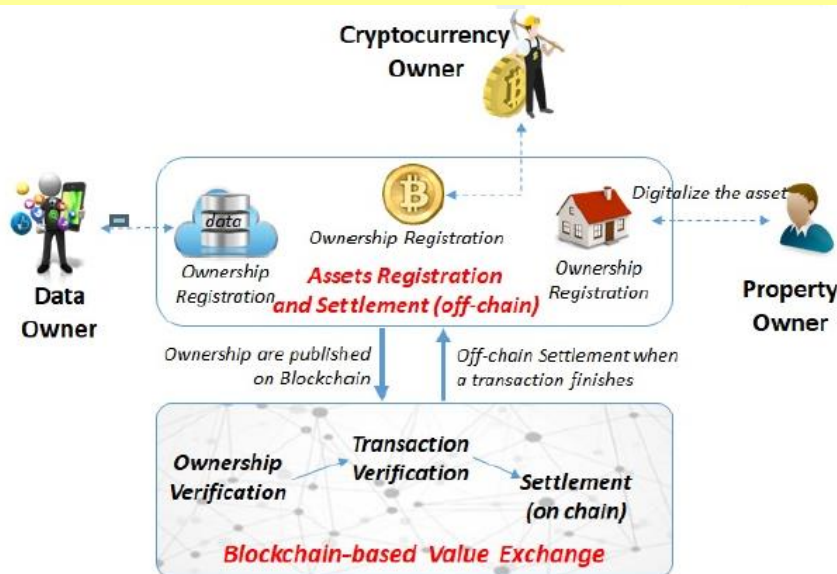 Cryptocurrency
Owner
Digitalize the asset
data
Ownership Registration
Ownership
Registration
Ownership
Registration
Assets Registration
and Settlement (off-chain)
Data
Owner
Property
Owner
Ownership are published
on Blockchain
Off-chain Settlement when
a transaction finishes
Ownership
Verification
Transaction
Verification
Settlement
(on chain)
Blockchain-based Value Exchange